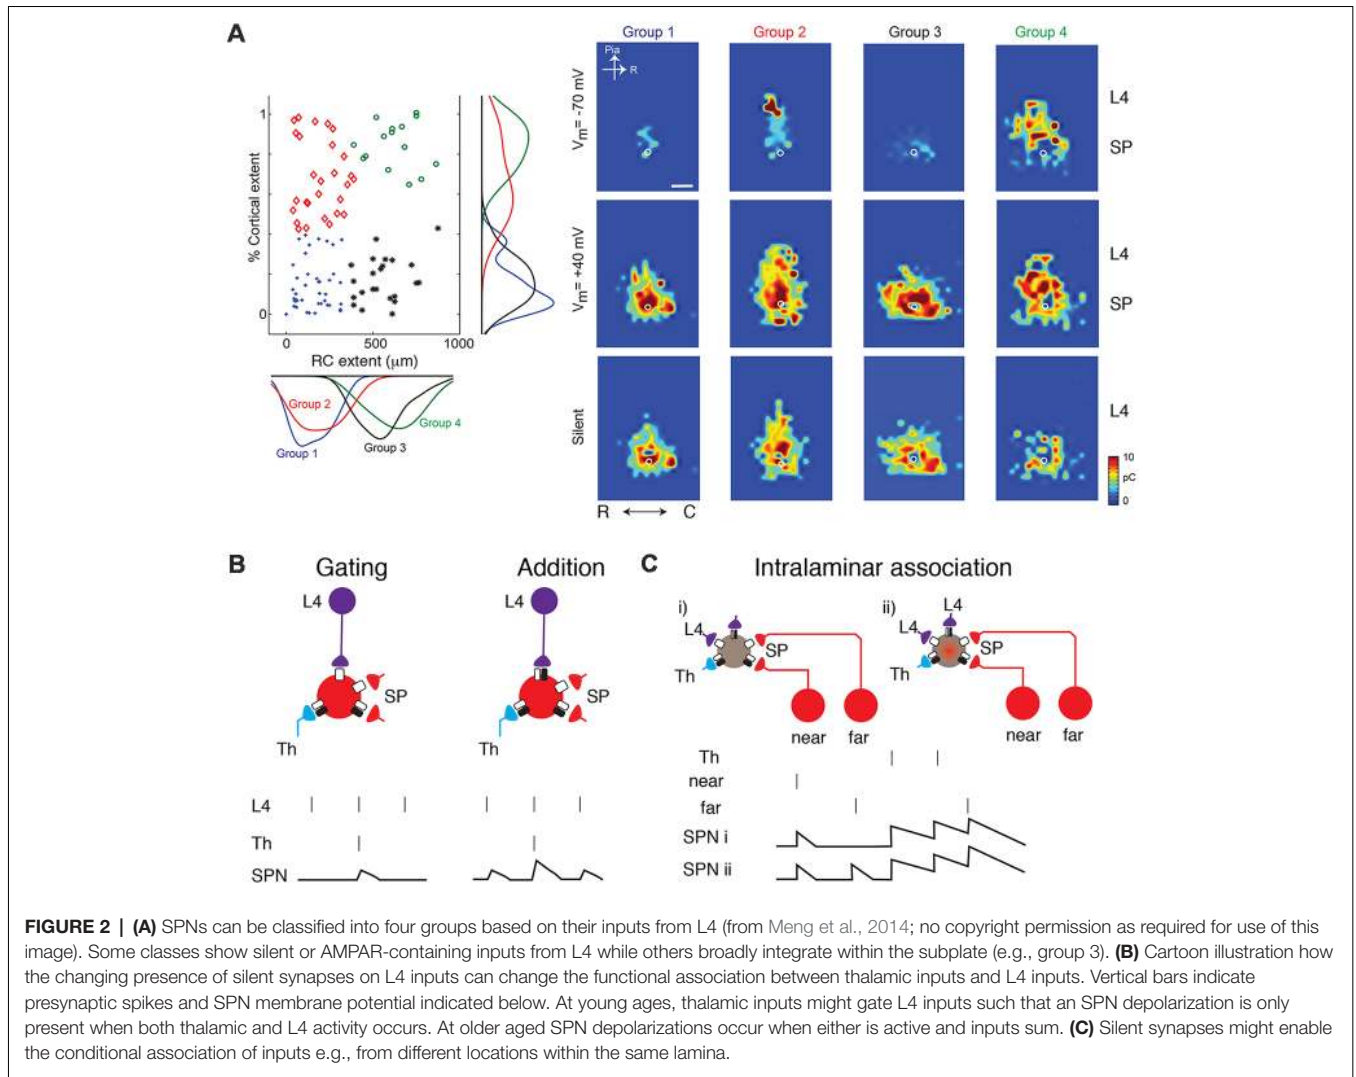 A
Group 1
Group 2
Group 3
Group 4
Pia
R
Vm= -70 mV
L4
SP
% Cortical extent
1
0
0
500
1000
RC extent (μm)
Vm= +40 mV
L4
SP
Group 2
Group 4
Group 3
Group 1
Silent
L4
10
pC
0
R
C
B
Gating
Addition
L4
L4
SP
SP
Th
Th
L4
Th
SPN
C
Intralaminar association
i)
ii)
L4
L4
L4
SP
SP
Th
Th
near
far
near
far
Th
near
far
SPN i
SPN ii
FIGURE 2 | (A) SPNs can be classified into four groups based on their inputs from L4 (from Meng et al., 2014; no copyright permission as required for use of this
image). Some classes show silent or AMPAR-containing inputs from L4 while others broadly integrate within the subplate (e.g., group 3). (B) Cartoon illustration how
the changing presence of silent synapses on L4 inputs can change the functional association between thalamic inputs and L4 inputs. Vertical bars indicate
presynaptic spikes and SPN membrane potential indicated below. At young ages, thalamic inputs might gate L4 inputs such that an SPN depolarization is only
present when both thalamic and L4 activity occurs. At older aged SPN depolarizations occur when either is active and inputs sum. (C) Silent synapses might enable
the conditional association of inputs e.g., from different locations within the same lamina.